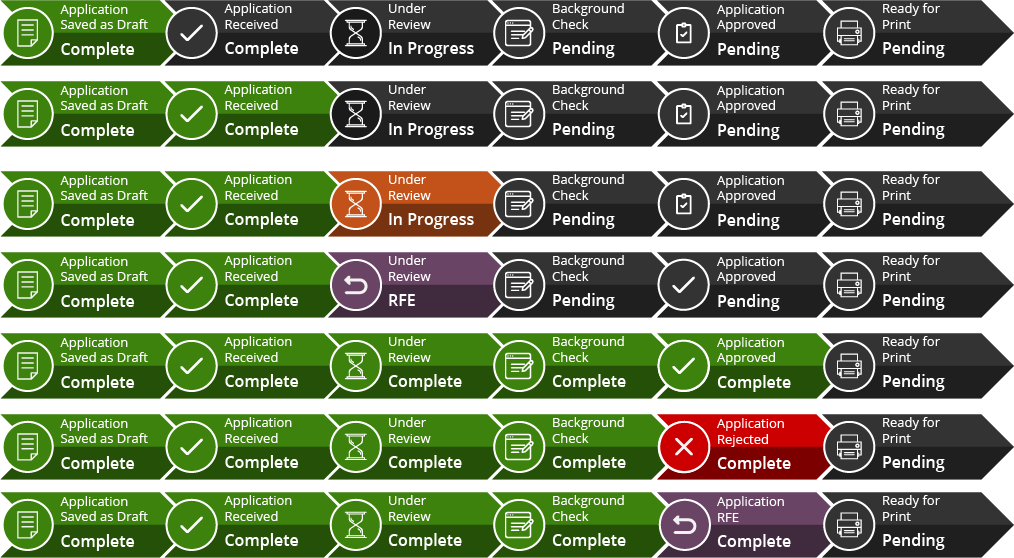 Application
Saved as Draft
Complete
Application
Received
Complete
Under
Review
In Progress
Background
Check
Pending
Application
Approved
Pending
Ready for
Print
Pending
Application
Saved as Draft
Complete
Application
Received
Complete
Under
Review
In Progress
Background
Check
Pending
Application
Approved
Pending
Ready for
Print
Pending
Application
Saved as Draft
Complete
Application
Received
Complete
Under
Review
In Progress
Background
Check
Pending
Application
Approved
Pending
Ready for
Print
Pending
Application
Saved as Draft
Complete
Application
Received
Complete
Under
Review
RFE
Background
Check
Pending
Application
Approved
Pending
Ready for
Print
Pending
Application
Saved as Draft
Complete
Application
Received
Complete
Under
Review
Complete
Background
Check
Complete
Application
Approved
Complete
Ready for
Print
Pending
Application
Saved as Draft
Complete
Application
Received
Complete
Under
Review
Complete
Background
Check
Complete
Application
Rejected
Complete
Ready for
Print
Pending
Application
Saved as Draft
Complete
Application
Received
Complete
Under
Review
Complete
Background
Check
Complete
Application
RFE
Complete
Ready for
Print
Pending